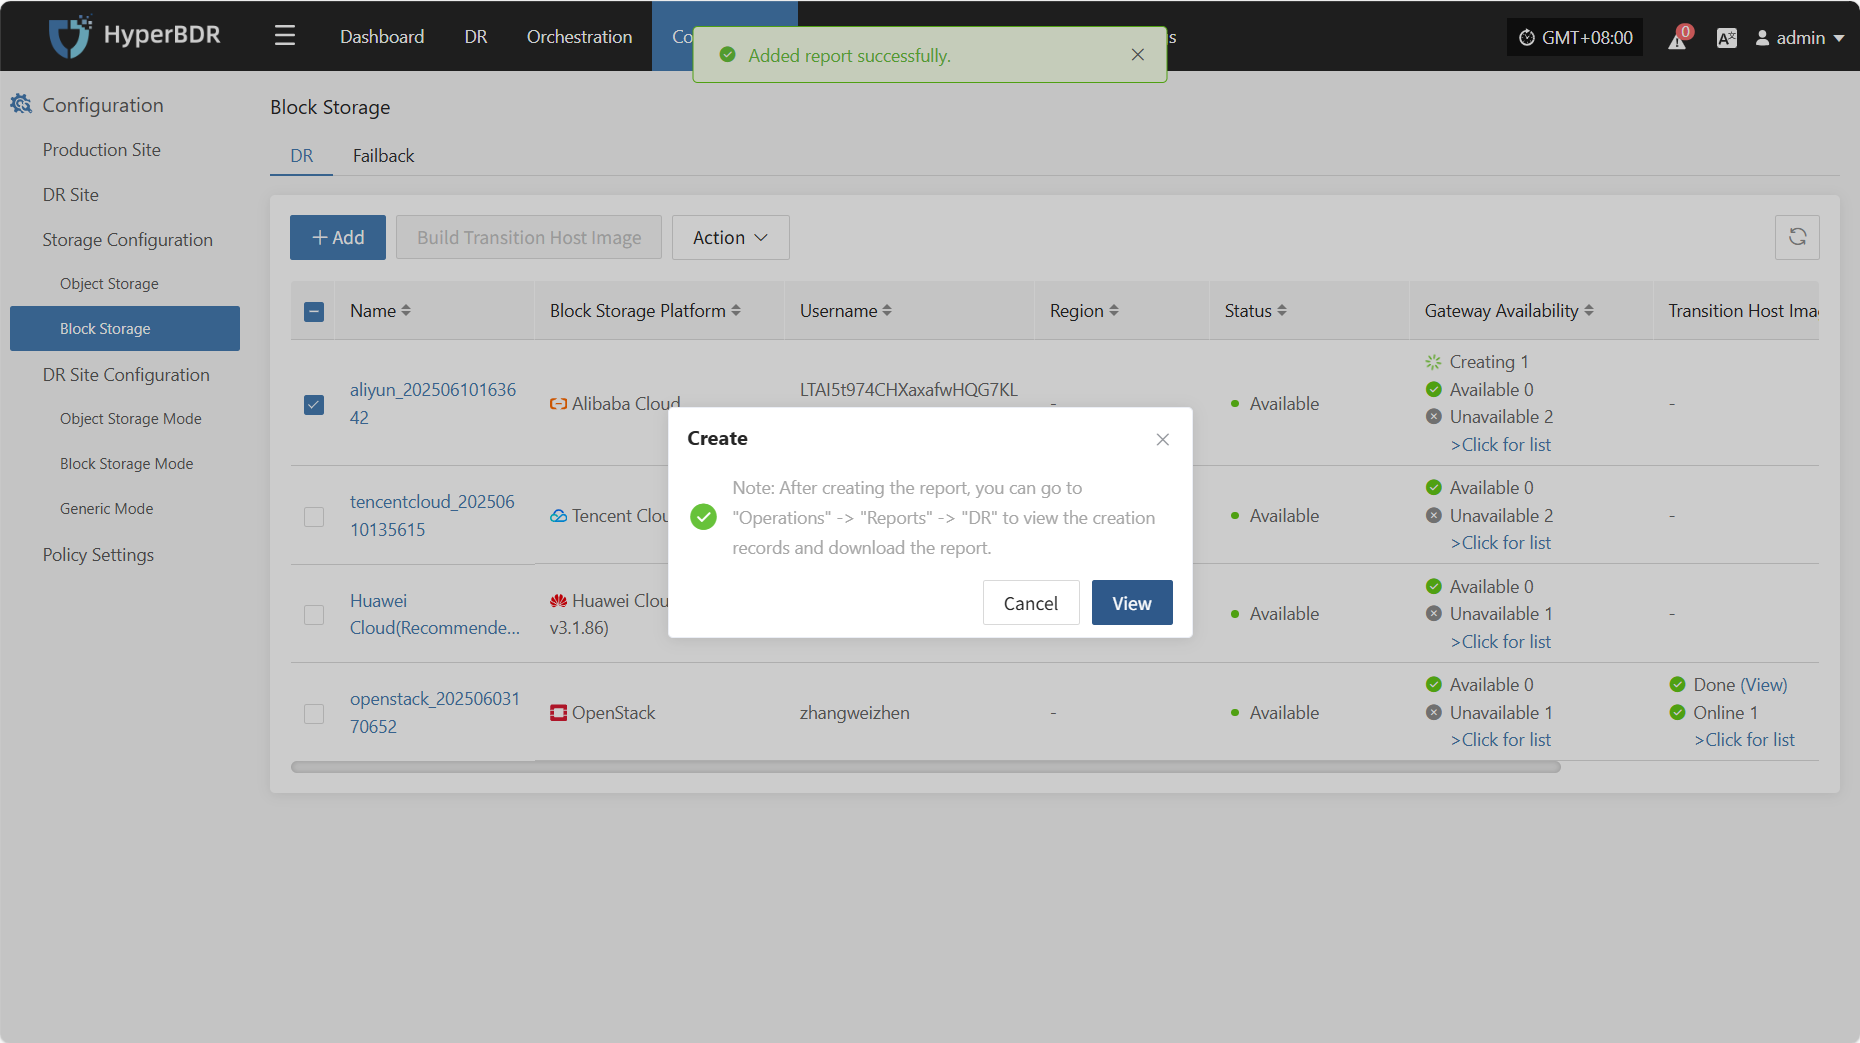 HyperBDR
Dashboard
DR
Orchestration
Co
s
GMT+08:00
0
admin
Added report successfully.
Configuration
Production Site
DR Site
Storage Configuration
Object Storage
Block Storage
DR Site Configuration
Object Storage Mode
Block Storage Mode
Generic Mode
Policy Settings
Block Storage
DR
Failback
+ Add
Build Transition Host Image
Action
Name
Block Storage Platform
Username
Region
Status
Gateway Availability
Transition Host Ima
aliyun_202506101636
42
Alibaba Cloud
LTAI5t974CHXaxafwHQG7KL
-
Available
Creating 1
Available 0
Unavailable 2
>Click for list
-
tencentcloud_202506
10135615
Tencent Clou
Available
Available 0
Unavailable 2
>Click for list
-
Huawei
Cloud(Recommende...
Huawei Clou
v3.1.86)
Available
Available 0
Unavailable 1
>Click for list
-
openstack_202506031
70652
OpenStack
zhangweizhen
-
Available
Available 0
Unavailable 1
>Click for list
Done (View)
Online 1
>Click for list
Create
Note: After creating the report, you can go to
"Operations" -> "Reports" -> "DR" to view the creation
records and download the report.
Cancel
View